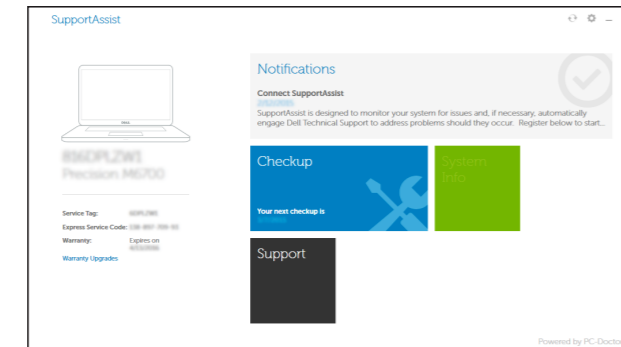 SupportAssist
Notifications
Connect SupportAssist
SupportAssist is designed to monitor your system for issues and, if necessary, automatically
engage Dell Technical Support to address problems should they occur. Register below to start...
Precision M6700
Checkup
System
Info
Your next checkup is
Service Tag:
Express Service Code:
Warranty: Expires on
Warranty Upgrades
Support
Powered by PC-Doctor